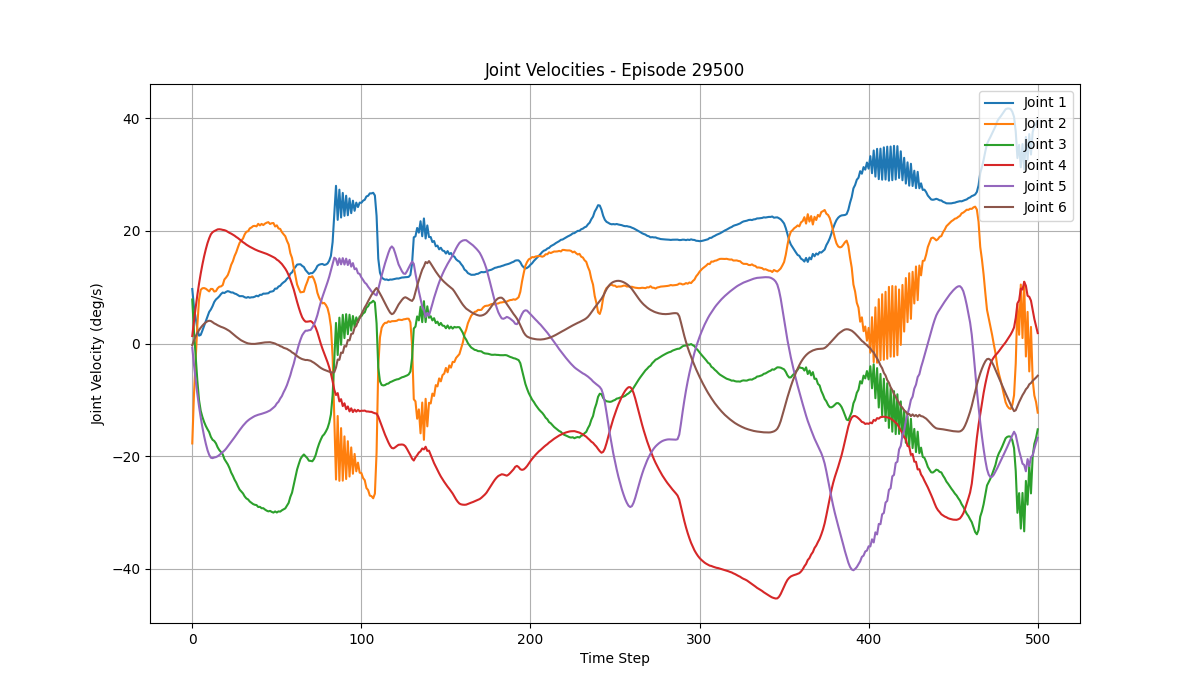 Joint Velocities - Episode 29500
Joint Velocity (deg/s)
40
20
0
−20
−40
Joint 1
Joint 2
Joint 3
Joint 4
Joint 5
Joint 6
0
100
200
300
400
500
Time Step